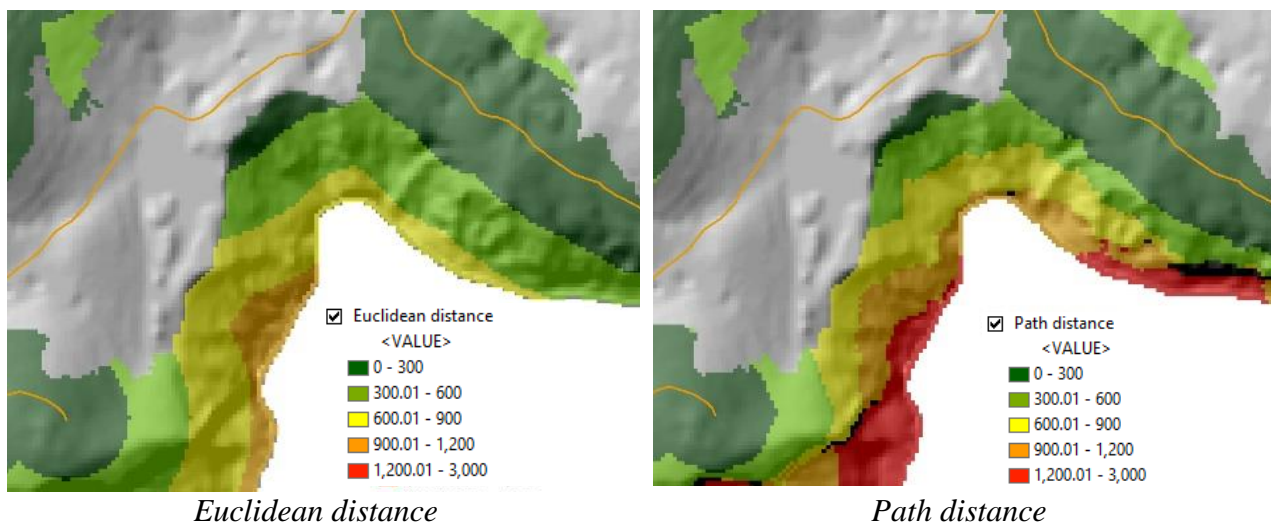 Euclidean distance
<VALUE>
0 - 300
300.01 - 600
600.01 - 900
900.01 - 1,200
1,200.01 - 3,000
Path distance
<VALUE>
0 - 300
300.01 - 600
600.01 - 900
900.01 - 1,200
1,200.01 - 3,000
Euclidean distance
Path distance